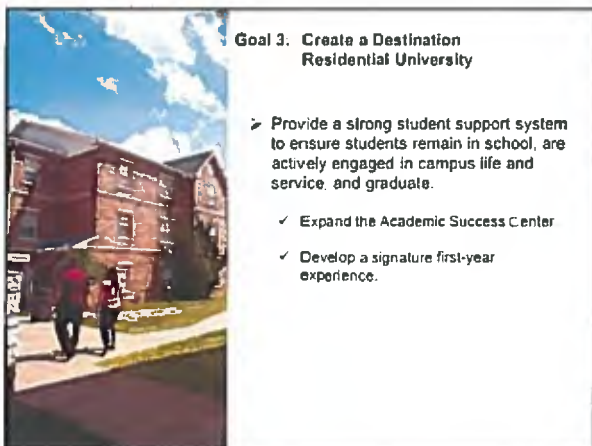 Goal 3: Create a Destination
Residential University
➢ Provide a strong student support system
to ensure students remain in school, are
actively engaged in campus life and
service, and graduate.
✓ Expand the Academic Success Center
✓ Develop a signature first-year
experience.